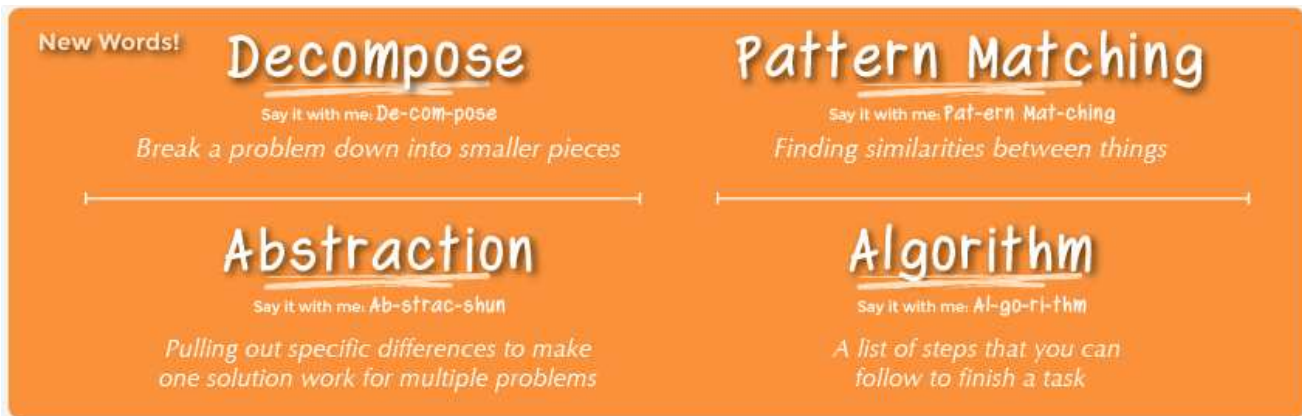 New Words!
Decompose
Say it with me: De-com-pose
Break a problem down into smaller pieces
Pattern Matching
Say it with me: Pat-ern Mat-ching
Finding similarities between things
Abstraction
Say it with me: Ab-strac-shun
Pulling out specific differences to make
one solution work for multiple problems
Algorithm
Say it with me: Al-go-ri-thm
A list of steps that you can
follow to finish a task